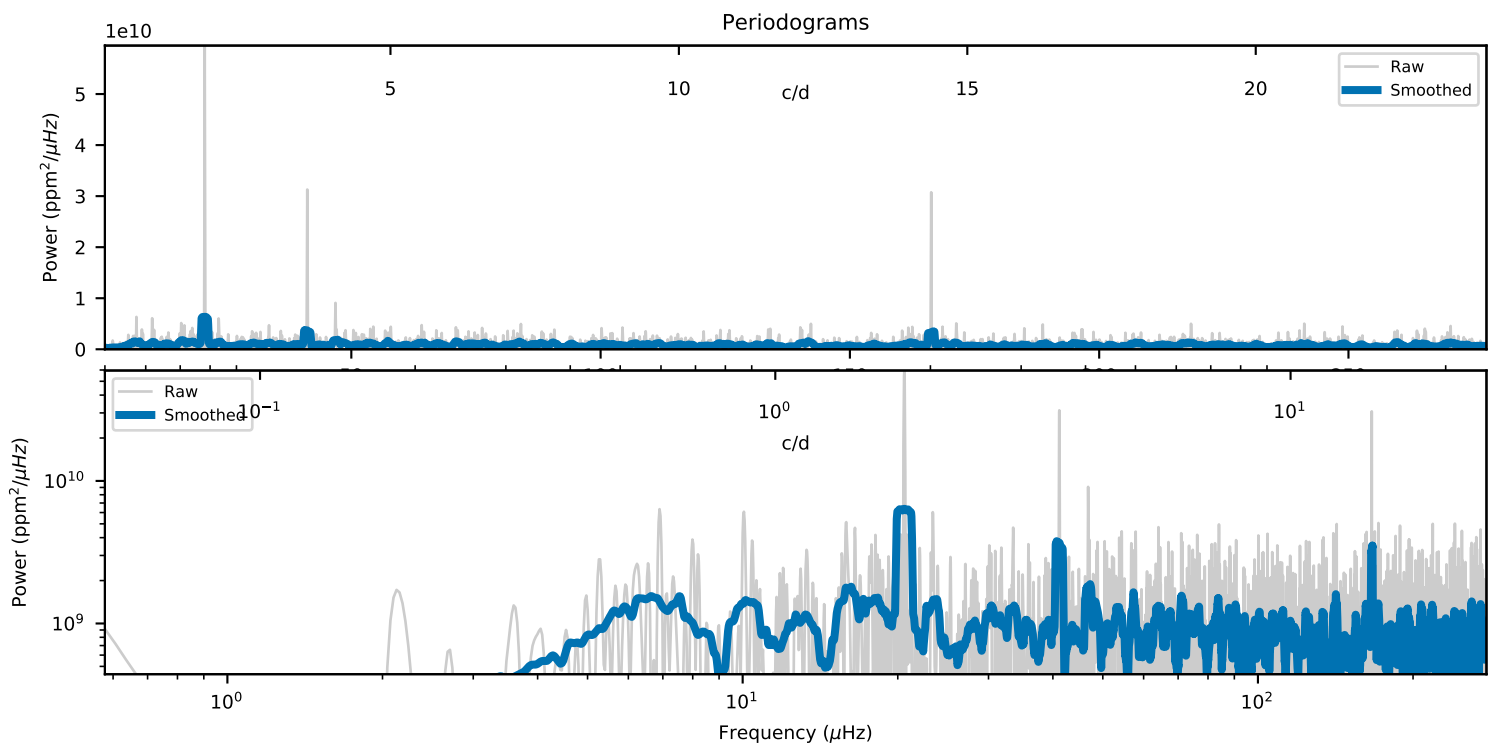 Periodograms
1e10
Raw
Smoothed
5 10 15 20
c/d
5
4
3
2
1
0
Power (ppm²/μHz)
Raw
Smoothed
10⁻¹ 10⁰ 10¹
c/d
10¹⁰
10⁹
Power (ppm²/μHz)
10⁰ 10¹ 10²
Frequency (μHz)